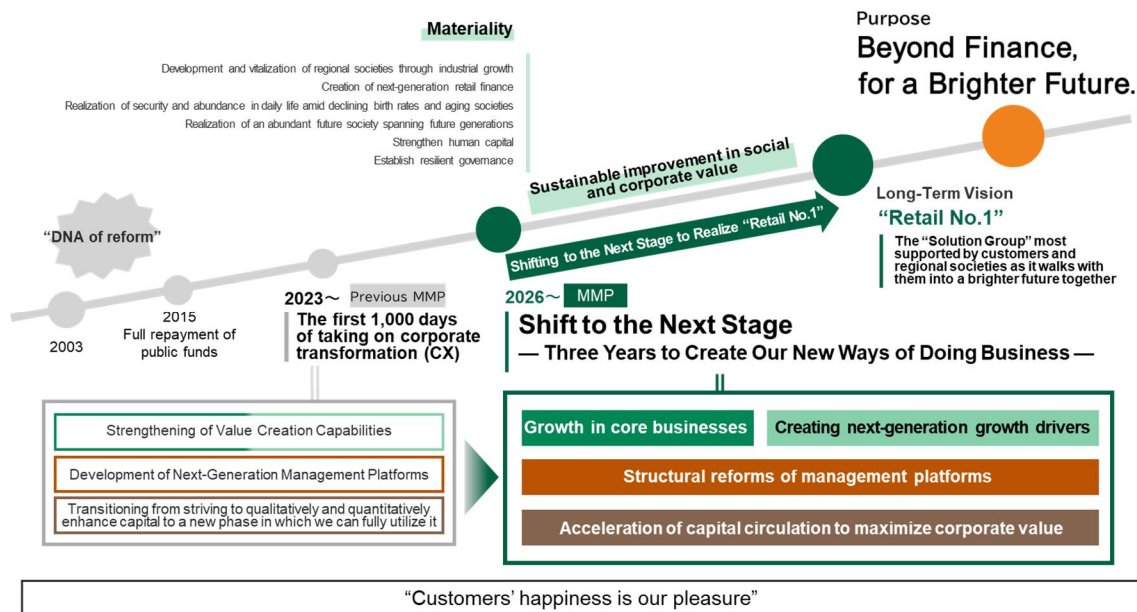 Materiality
Development and vitalization of regional societies through industrial growth
Creation of next-generation retail finance
Realization of security and abundance in daily life amid declining birth rates and aging societies
Realization of an abundant future society spanning future generations
Strengthen human capital
Establish resilient governance
Purpose
Beyond Finance,
for a Brighter Future.
Sustainable improvement in social
and corporate value
Shifting to the Next Stage to Realize “Retail No.1”
Long-Term Vision
“Retail No.1”
The “Solution Group” most
supported by customers and
regional societies as it walks with
them into a brighter future together
“DNA of reform”
2003
2015
Full repayment of
public funds
2023～ Previous MMP
The first 1,000 days
of taking on corporate
transformation (CX)
2026～ MMP
Shift to the Next Stage
— Three Years to Create Our New Ways of Doing Business —
Strengthening of Value Creation Capabilities
Development of Next-Generation Management Platforms
Transitioning from striving to qualitatively and quantitatively
enhance capital to a new phase in which we can fully utilize it
Growth in core businesses
Creating next-generation growth drivers
Structural reforms of management platforms
Acceleration of capital circulation to maximize corporate value
“Customers’ happiness is our pleasure”